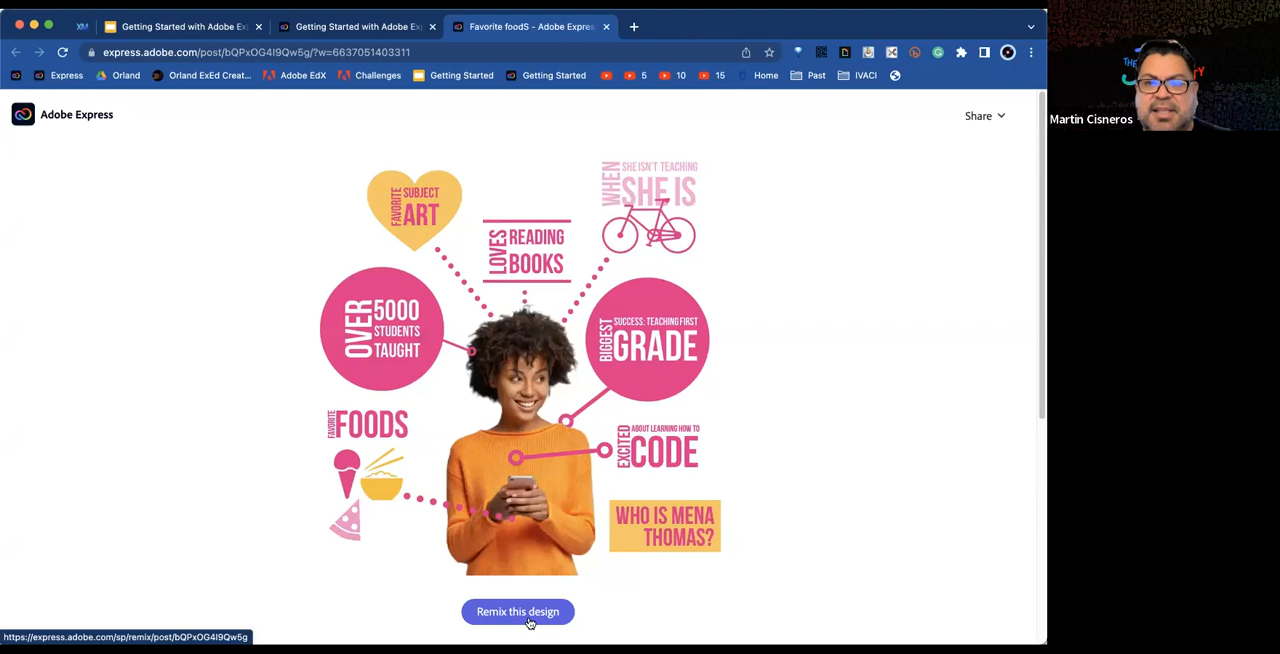 Getting Started with Adobe Ex
Getting Started with Adobe Ex
Favorite foodS - Adobe Expres
express.adobe.com/post/bQPxOG4I9Qw5g/?w=6637051403311
Express
Orland
Orland ExEd Creat...
Adobe EdX
Challenges
Getting Started
Getting Started
5
10
15
Home
Past
IVACI
Adobe Express
Share
FAVORITE SUBJECT
ART
LOVES READING
BOOKS
WHEN SHE ISN'T TEACHING
SHE IS
OVER 5000
STUDENTS
TAUGHT
BIGGEST SUCCESS: TEACHING FIRST
GRADE
FAVORITE FOODS
EXCITED ABOUT LEARNING HOW TO
CODE
WHO IS MENA
THOMAS?
Remix this design
https://express.adobe.com/sp/remix/post/bQPxOG4I9Qw5g
Martin Cisneros